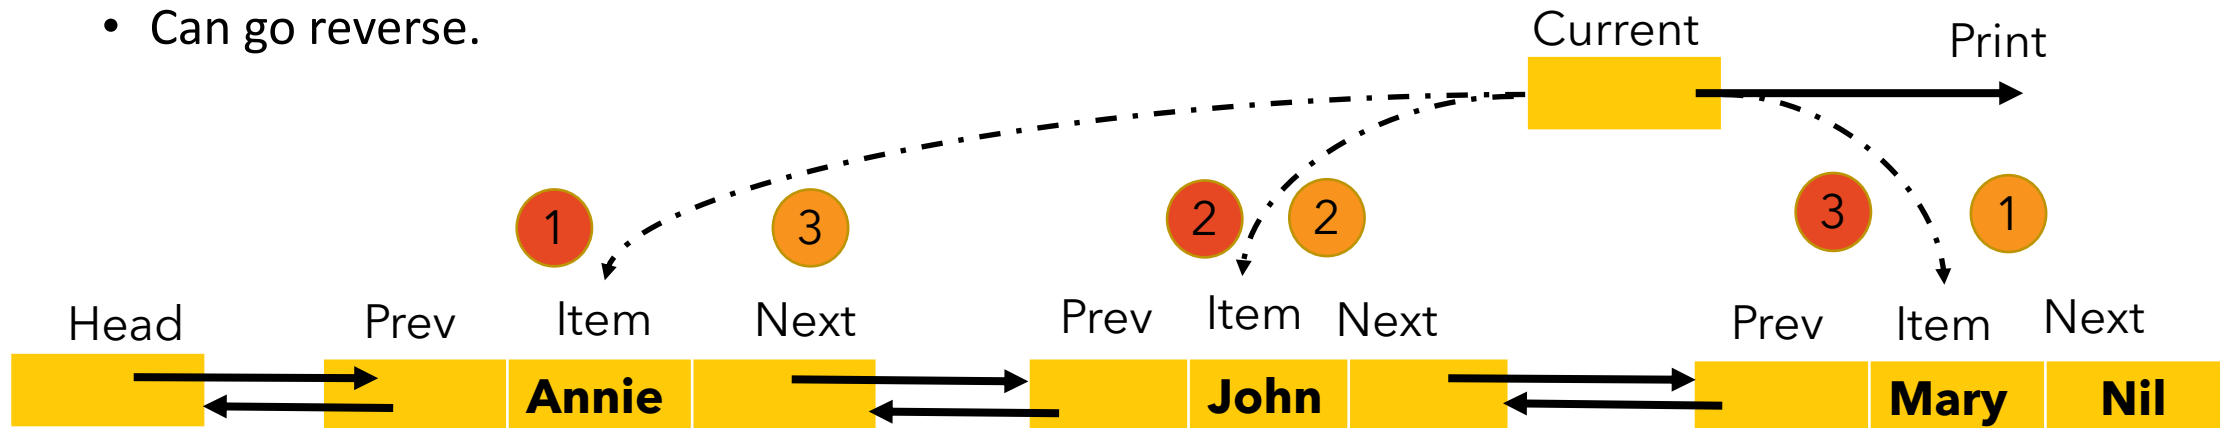 • Can go reverse.
Current
Print
1
3
2
2
3
1
Head
Prev
Item
Next
Prev
Item
Next
Prev
Item
Next
Annie
John
Mary
Nil